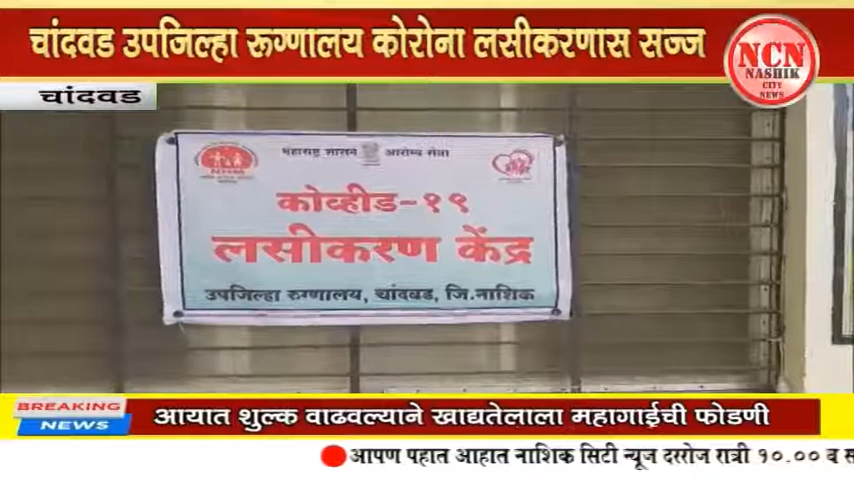 चांदवड उपजिल्हा रुग्णालय कोरोना लसीकरणास सज्ज
NCN
NASHIK
CITY
NEWS
चांदवड
महाराष्ट्र शासन आरोग्य सेवा
NHM
कोव्हीड-१९
लसीकरण केंद्र
उपजिल्हा रुग्णालय, चांदवड, जि.नाशिक
BREAKING
NEWS
आयात शुल्क वाढवल्याने खाद्यतेलाला महागाईची फोडणी
आपण पहात आहात नाशिक सिटी न्यूज दररोज रात्री १०.०० व